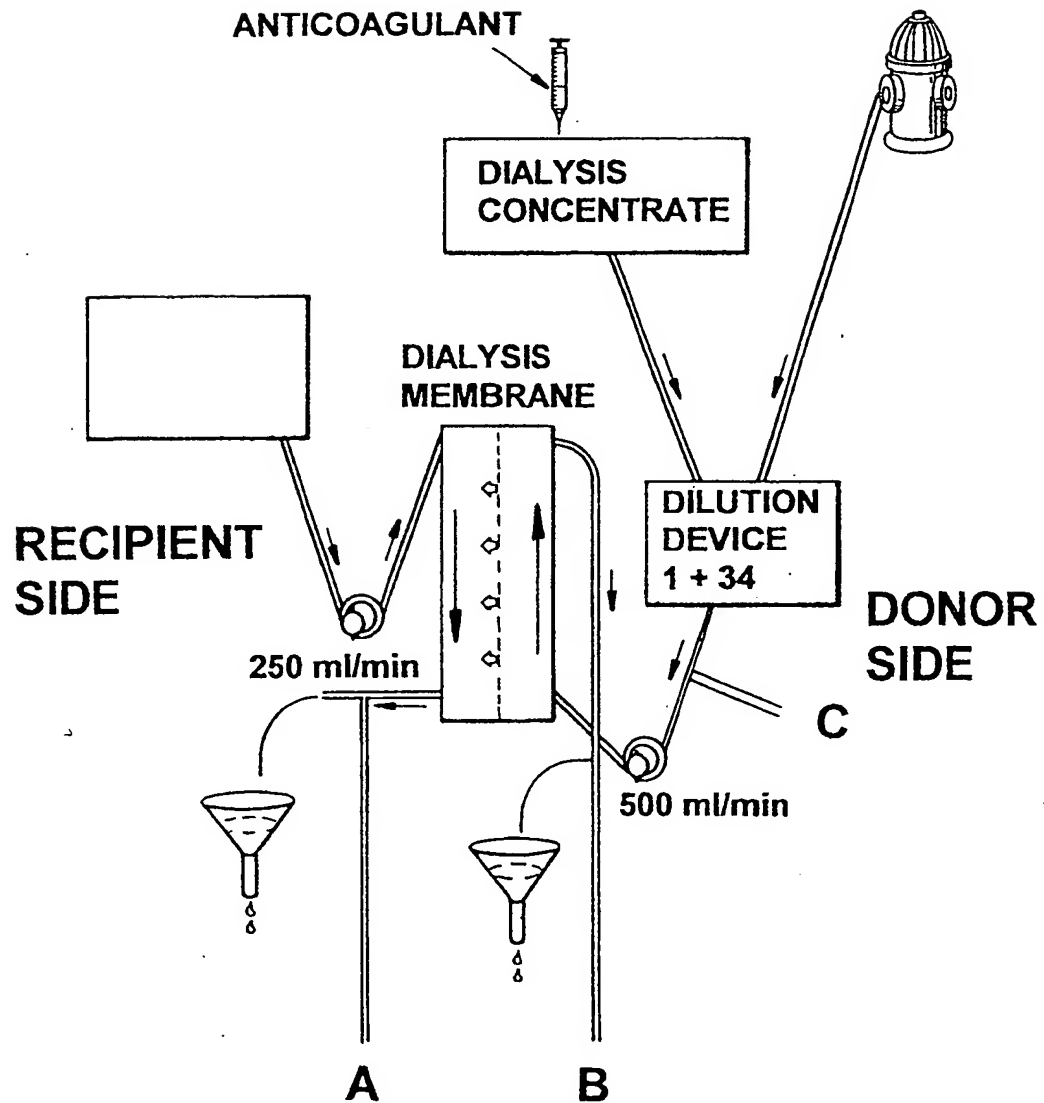 ANTICOAGULANT
DIALYSIS
CONCENTRATE
DIALYSIS
MEMBRANE
RECIPIENT
SIDE
250 ml/min
DILUTION
DEVICE
1 + 34
DONOR
SIDE
C
500 ml/min
A
B